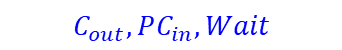 C_out, PC_in, Wait